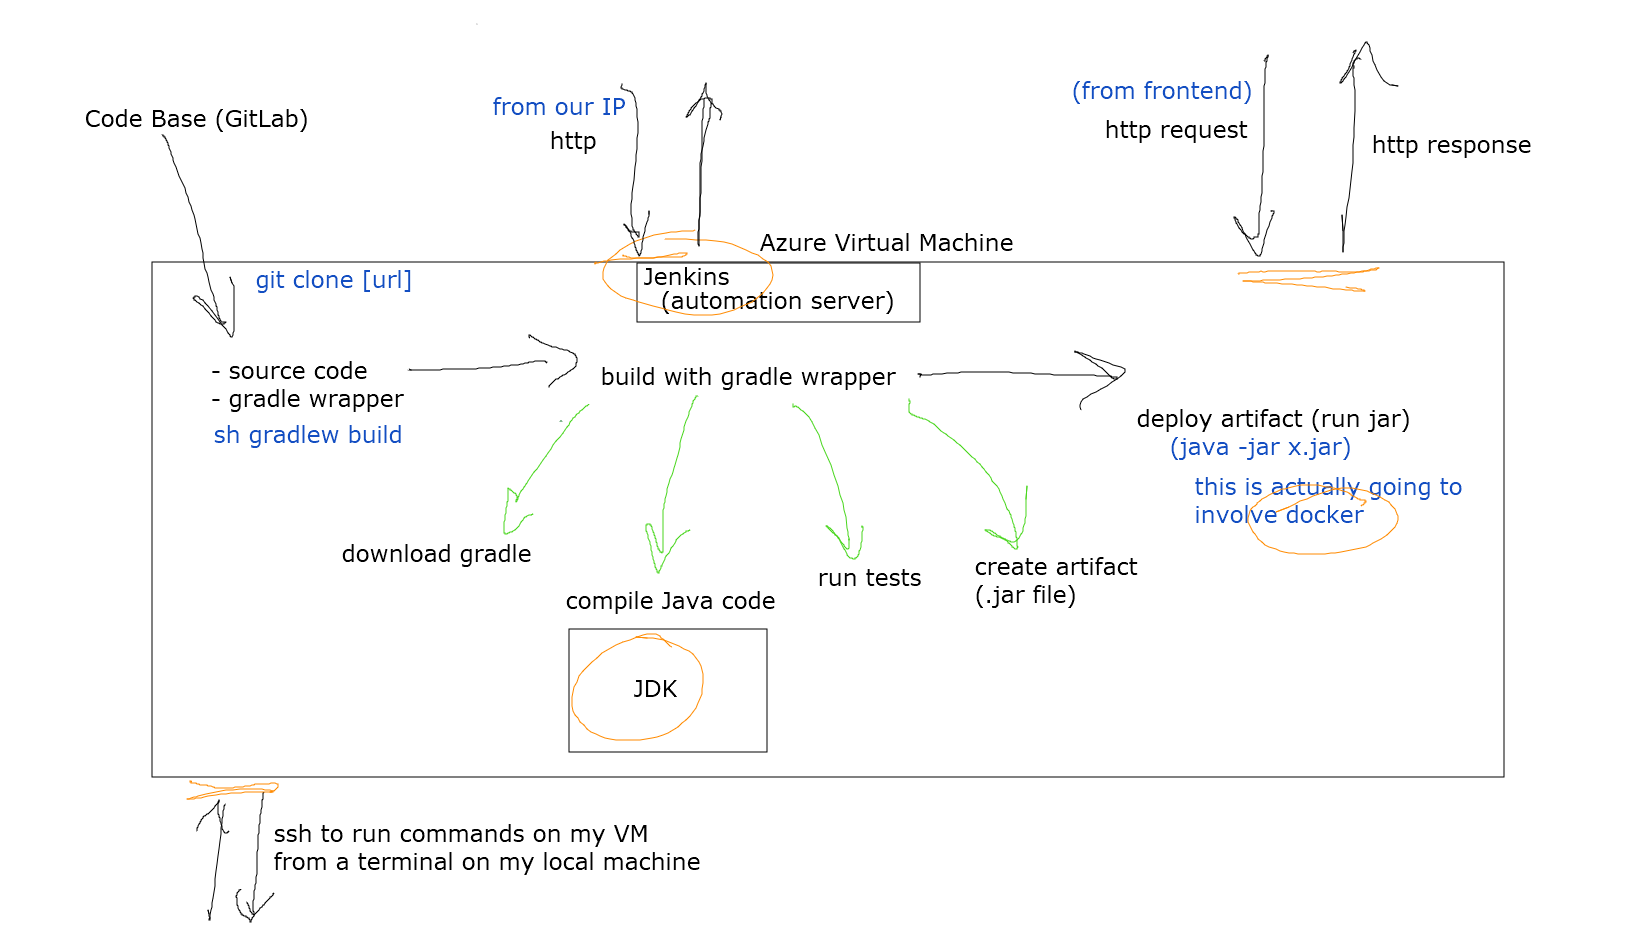 Code Base (GitLab)
from our IP
http
(from frontend)
http request
http response
Azure Virtual Machine
git clone [url]
Jenkins
(automation server)
- source code
- gradle wrapper
sh gradlew build
build with gradle wrapper
deploy artifact (run jar)
(java -jar x.jar)
this is actually going to
involve docker
download gradle
compile Java code
run tests
create artifact
(.jar file)
JDK
ssh to run commands on my VM
from a terminal on my local machine